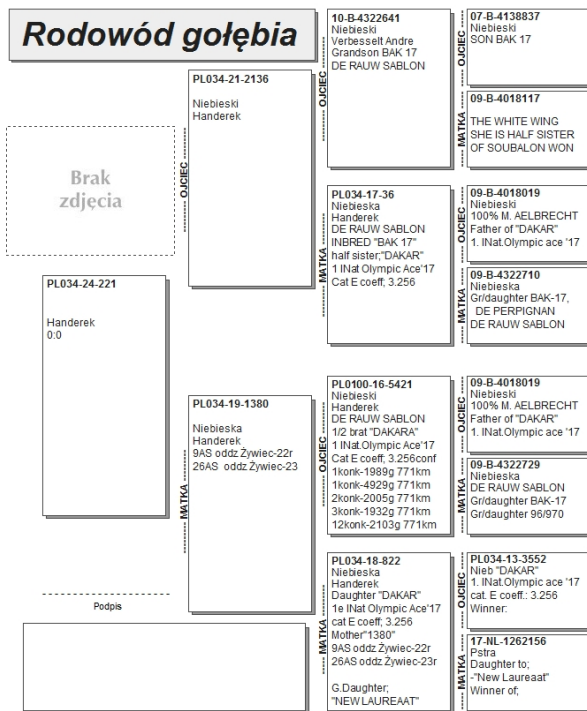 Rodowód gołębia
Brak
zdjęcia
PL034-24-221
Handerek
0:0
Podpis
OJCIEC
PL034-21-2136
Niebieski
Handerek
MATKA
PL034-19-1380
Niebieska
Handerek
9AS oddz Żywiec-22r
26AS oddz Żywiec-23
OJCIEC
10-B-4322641
Niebieski
Verbesselt Andre
Grandson BAK 17
DE RAUW SABLON
MATKA
PL034-17-36
Niebieska
Handerek
DE RAUW SABLON
INBRED "BAK 17"
half sister;"DAKAR"
1 INat Olympic Ace'17
Cat E coeff; 3.256
OJCIEC
PL0100-16-5421
Niebieski
Handerek
DE RAUW SABLON
1/2 brat "DAKARA"
1 INat.Olympic Ace'17
Cat E coeff; 3.256conf
1konk-1989g 771km
1konk-4929g 771km
2konk-2005g 771km
3konk-1932g 771km
12konk-2103g 771km
MATKA
PL034-18-822
Niebieska
Handerek
Daughter "DAKAR"
1e INat Olympic Ace'17
cat E coeff; 3.256
Mother"1380"
9AS oddz Żywiec-22r
26AS oddz Żywiec-23r
G.Daughter;
"NEW LAUREAAT"
OJCIEC
07-B-4138837
Niebieski
SON BAK 17
MATKA
09-B-4018117
THE WHITE WING
SHE IS HALF SISTER
OF SOUBALON WON
OJCIEC
09-B-4018019
Niebieski
100% M. AELBRECHT
Father of "DAKAR"
1. INat.Olympic ace '17
MATKA
09-B-4322710
Niebieska
Gr/daughter BAK-17,
DE PERPIGNAN
DE RAUW SABLON
OJCIEC
09-B-4018019
Niebieski
100% M. AELBRECHT
Father of "DAKAR"
1. INat.Olympic ace '17
MATKA
09-B-4322729
Niebieska
DE RAUW SABLON
Gr/daughter BAK-17
Gr/daughter 96/970
OJCIEC
PL034-13-3552
Nieb "DAKAR"
1. INat.Olympic ace '17
cat. E coeff.: 3.256
Winner:
MATKA
17-NL-1262156
Pstra
Daughter to;
-"New Laureaat"
Winner of;